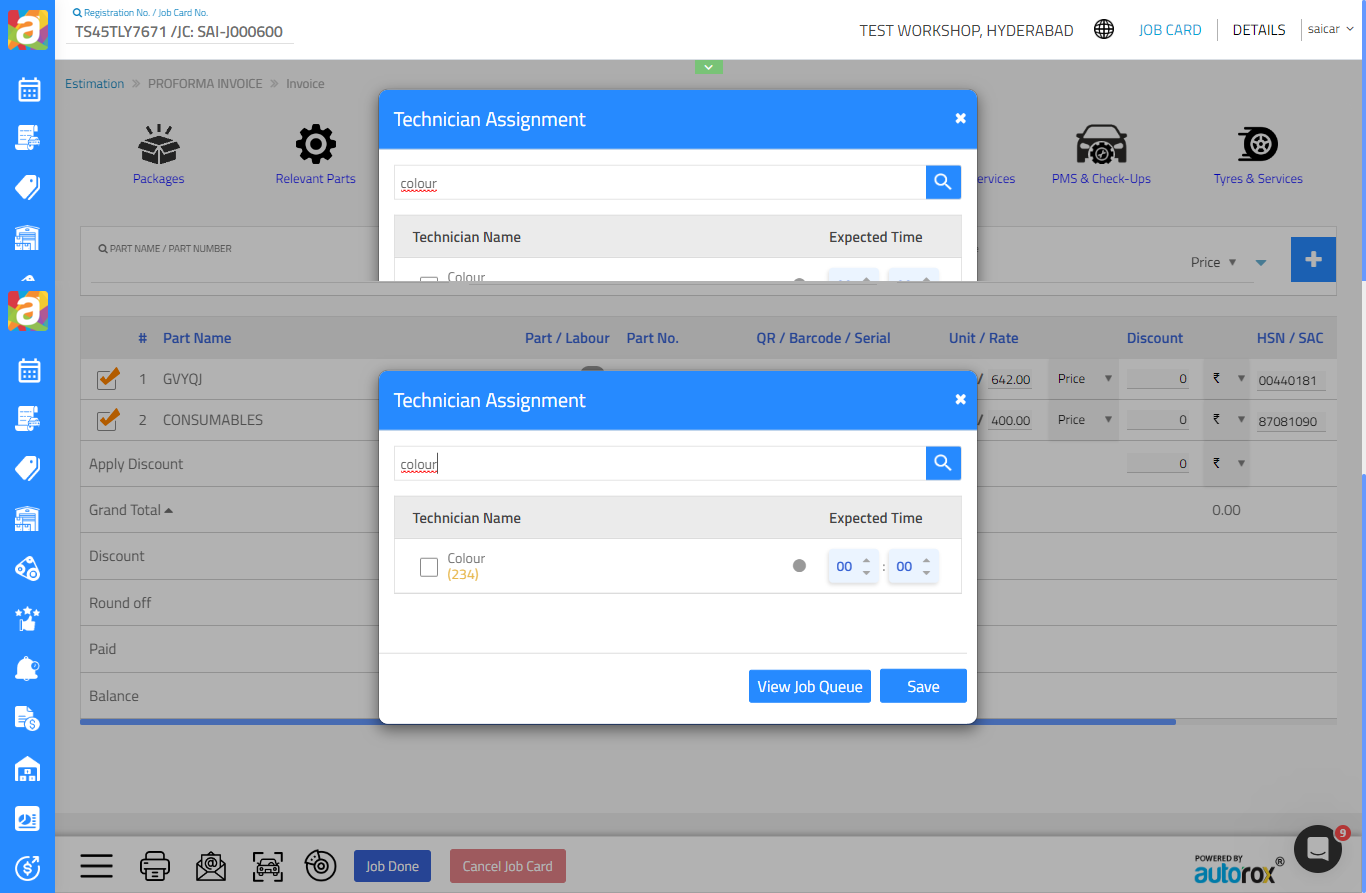 Registration No. / Job Card No.
TS45TLY7671 /JC: SAI-J000600
TEST WORKSHOP, HYDERABAD
JOB CARD
DETAILS
saicar
Estimation » PROFORMA INVOICE » Invoice
Technician Assignment
Packages
Relevant Parts
ervices
PMS & Check-Ups
Tyres & Services
colour
Technician Name Expected Time
PART NAME / PART NUMBER
Price
Colour
# Part Name Part / Labour Part No. QR / Barcode / Serial Unit / Rate Discount HSN / SAC
1 GVYQJ / 642.00 Price 0 ₹ 00440181
Technician Assignment
2 CONSUMABLES / 400.00 Price 0 ₹ 87081090
Apply Discount 0 ₹
colour
Grand Total 0.00
Technician Name Expected Time
Discount
Colour
(234)
00 : 00
Round off
Paid
Balance
View Job Queue
Save
Job Done
Cancel Job Card
POWERED BY
autorox®
9